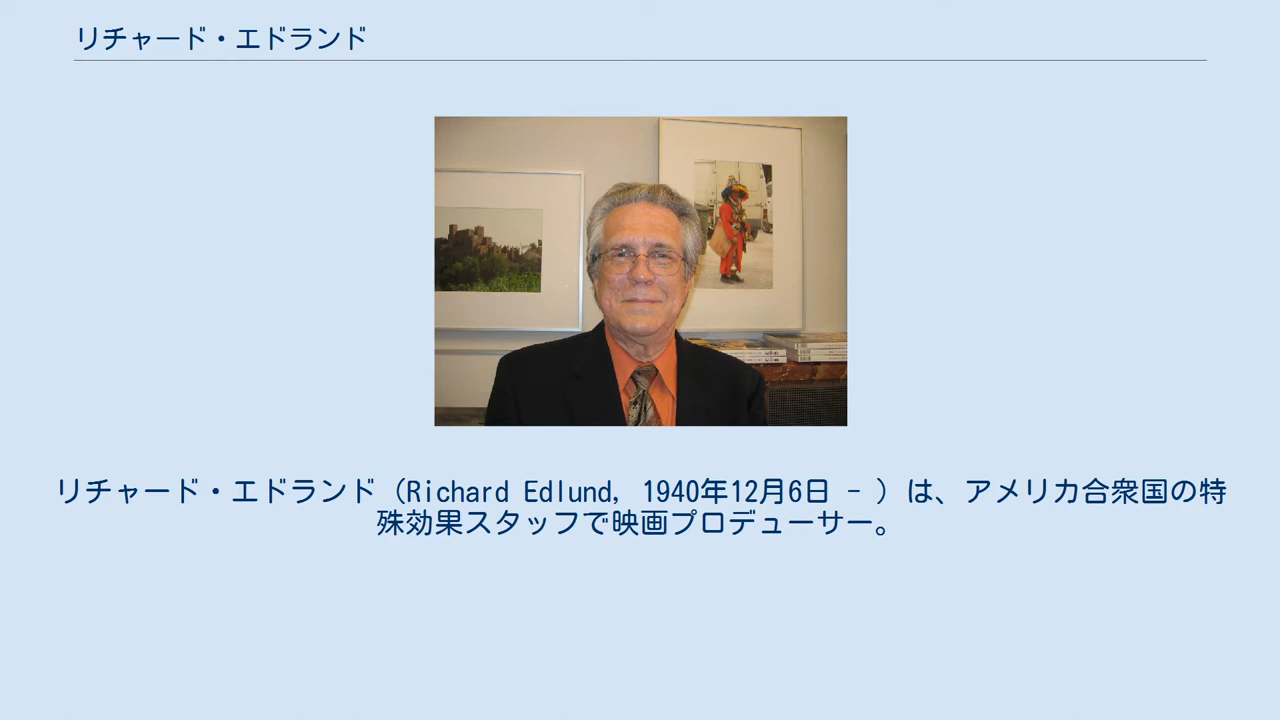 リチャード・エドランド
リチャード・エドランド（Richard Edlund, 1940年12月6日 - ）は、アメリカ合衆国の特
殊効果スタッフで映画プロデューサー。